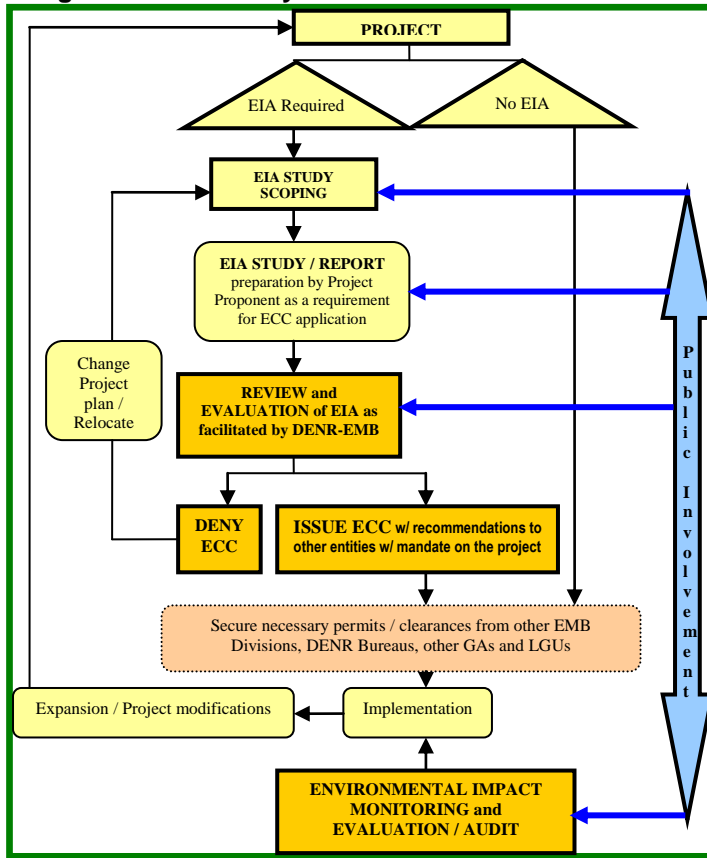 PROJECT
EIA Required
No EIA
EIA STUDY
SCOPING
EIA STUDY / REPORT
preparation by Project
Proponent as a requirement
for ECC application
Change
Project
plan /
Relocate
REVIEW and
EVALUATION of EIA as
facilitated by DENR-EMB
DENY
ECC
ISSUE ECC w/ recommendations to
other entities w/ mandate on the project
Secure necessary permits / clearances from other EMB
Divisions, DENR Bureaus, other GAs and LGUs
Expansion / Project modifications
Implementation
ENVIRONMENTAL IMPACT
MONITORING and
EVALUATION / AUDIT
Public Involvement